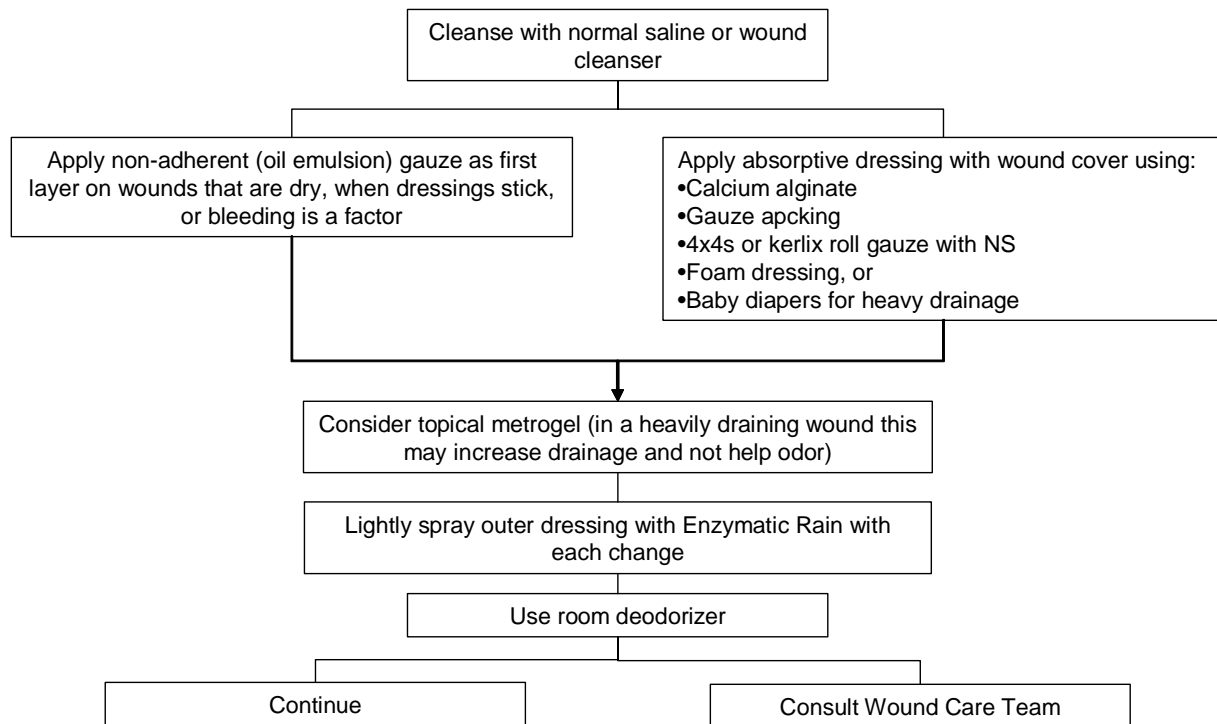 Cleanse with normal saline or wound
cleanser
Apply non-adherent (oil emulsion) gauze as first
layer on wounds that are dry, when dressings stick,
or bleeding is a factor
Apply absorptive dressing with wound cover using:
•Calcium alginate
•Gauze apcking
•4x4s or kerlix roll gauze with NS
•Foam dressing, or
•Baby diapers for heavy drainage
Consider topical metrogel (in a heavily draining wound this
may increase drainage and not help odor)
Lightly spray outer dressing with Enzymatic Rain with
each change
Use room deodorizer
Continue
Consult Wound Care Team